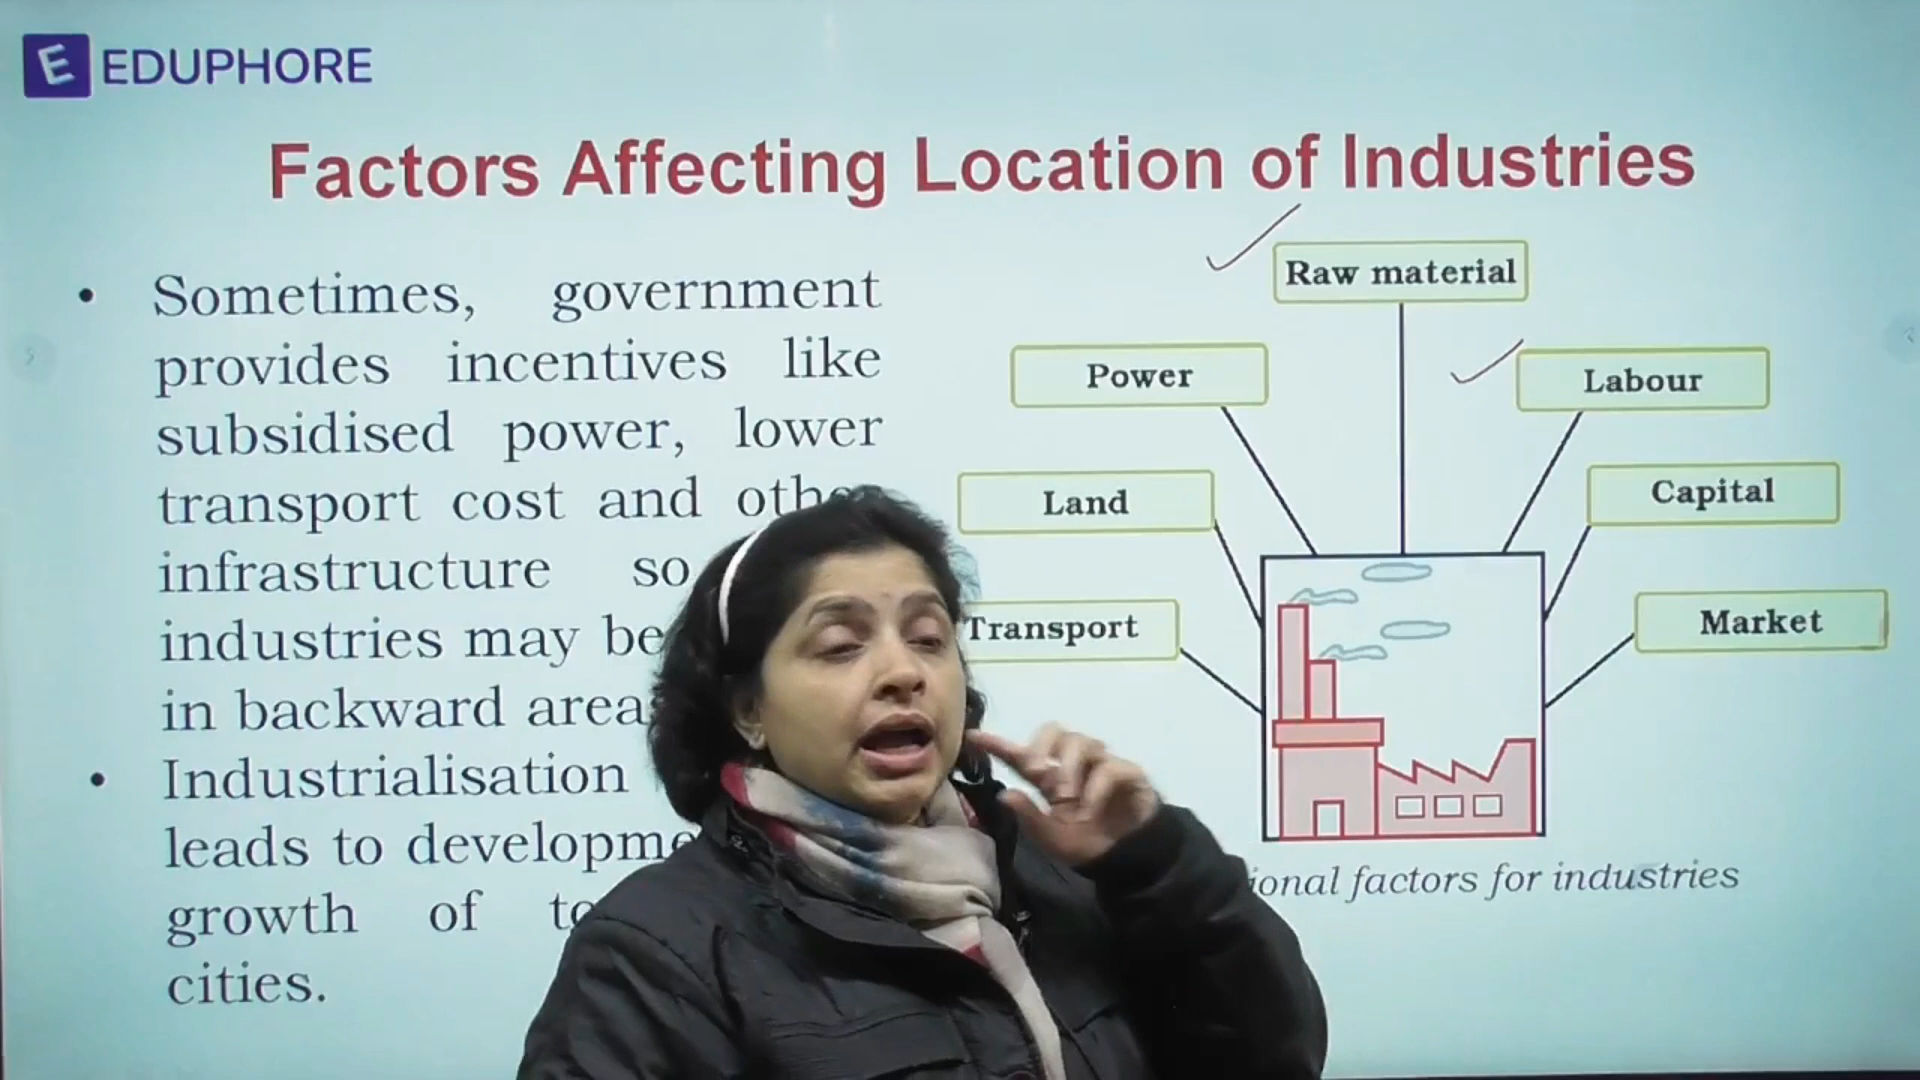 E EDUPHORE
Factors Affecting Location of Industries
• Sometimes, government
provides incentives like
subsidised power, lower
transport cost and
infrastructure so
industries may be
in backward
• Industrialisation
leads to
growth of
cities.
Raw material
Power
Labour
Land
Capital
Transport
Market
factors for industries